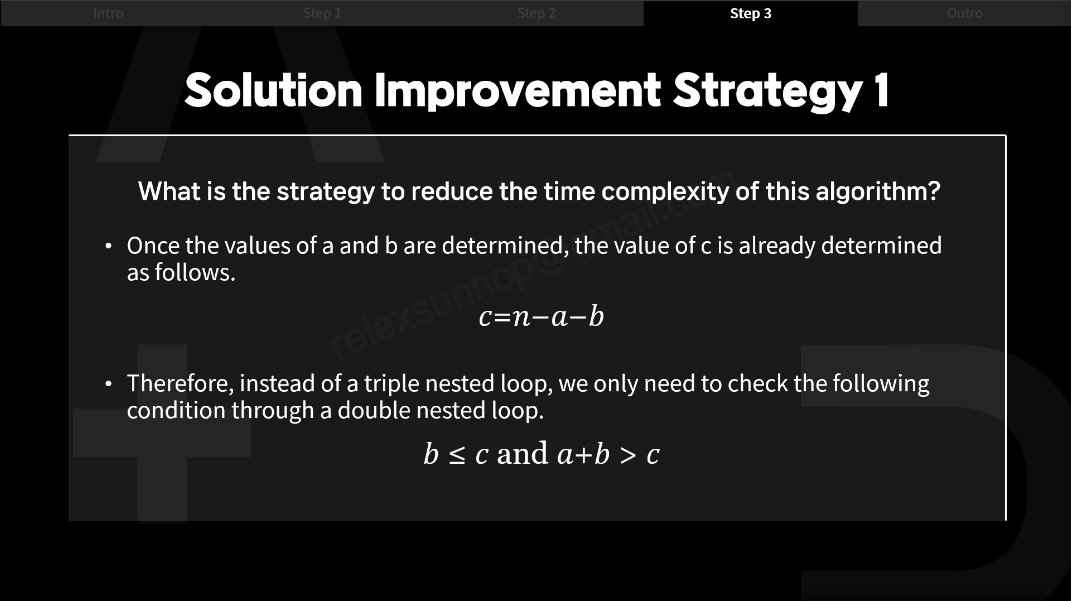 Intro Step 1 Step 2 Step 3 Outro
Solution Improvement Strategy 1
What is the strategy to reduce the time complexity of this algorithm?
• Once the values of a and b are determined, the value of c is already determined
as follows.
c=n−a−b
• Therefore, instead of a triple nested loop, we only need to check the following
condition through a double nested loop.
b ≤ c and a+b > c
relexsunnop@gmail.com